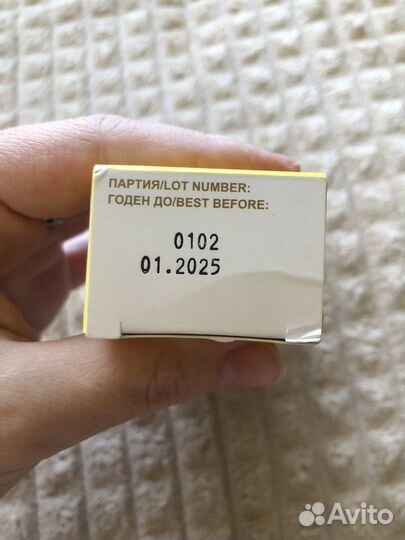 ПАРТИЯ/LOT NUMBER:
ГОДЕН ДО/BEST BEFORE:
0102
01.2025
Avito